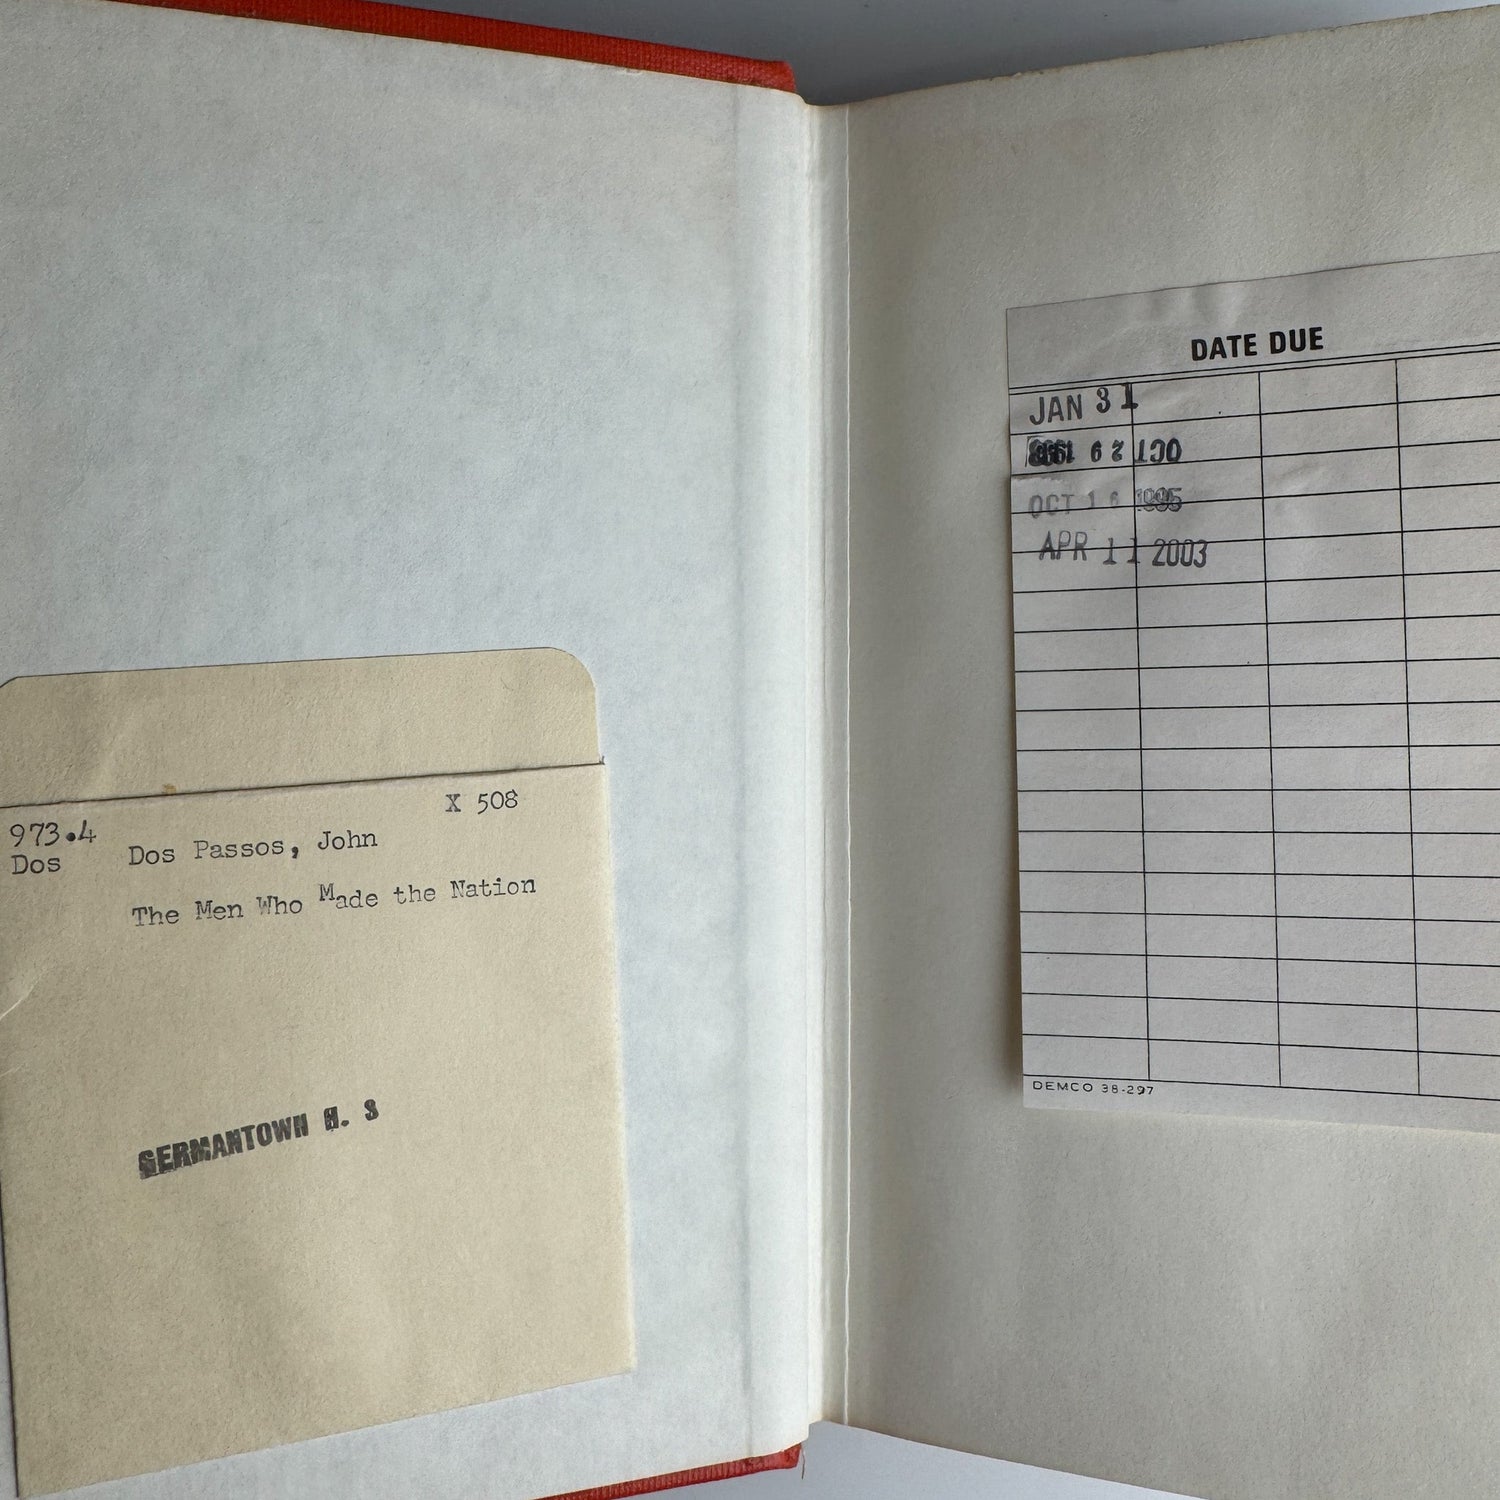 X 508
973.4
Dos
Dos Passos, John
The Men Who Made the Nation
GERMANTOWN H. S
DATE DUE
JAN 31
OCT 29
OCT 16 1995
APR 11 2003
DEMCO 38-297